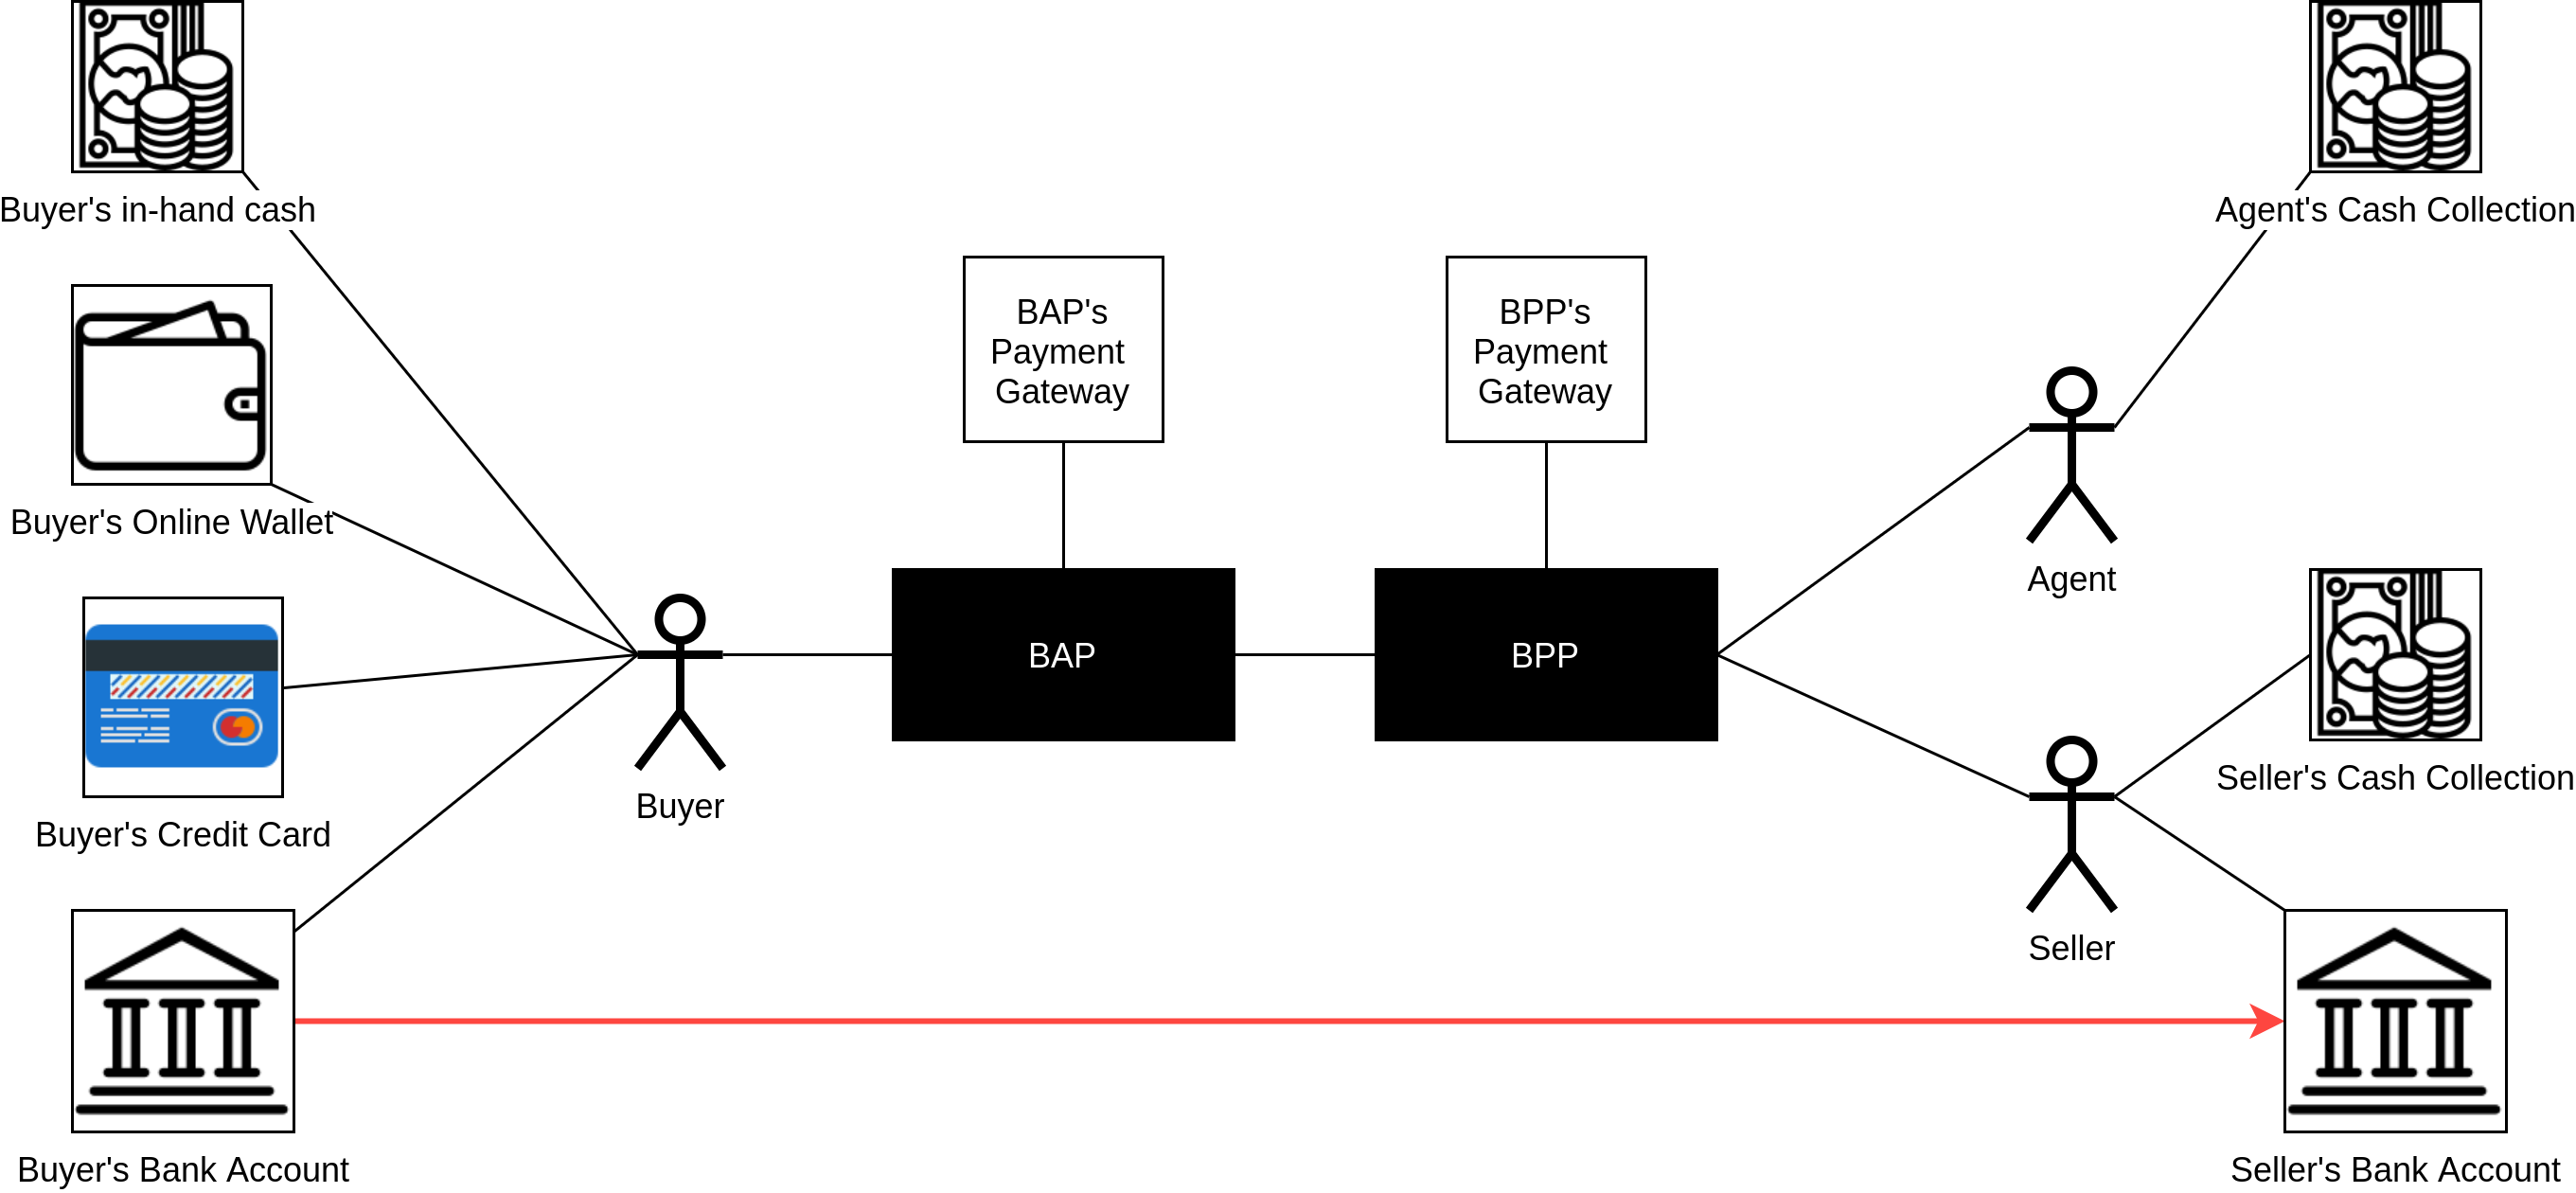 Buyer's in-hand cash
Agent's Cash Collection
BAP's
Payment
Gateway
BPP's
Payment
Gateway
Buyer's Online Wallet
Agent
BAP
BPP
Buyer
Seller's Cash Collection
Buyer's Credit Card
Seller
Buyer's Bank Account
Seller's Bank Account